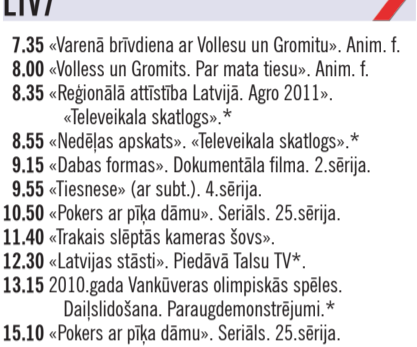 LTV7
7.35 «Varenā brīvdiena ar Vollesu un Gromitu». Anim. f.
8.00 «Volless un Gromits. Par mata tiesu». Anim. f.
8.35 «Reģionālā attīstība Latvijā. Agro 2011».
«Televeikala skatlogs».*
8.55 «Nedēļas apskats». «Televeikala skatlogs».*
9.15 «Dabas formas». Dokumentāla filma. 2.sērija.
9.55 «Tiesnese» (ar subt.). 4.sērija.
10.50 «Pokers ar pīķa dāmu». Seriāls. 25.sērija.
11.40 «Trakais slēptās kameras šovs».
12.30 «Latvijas stāsti». Piedāvā Talsu TV*.
13.15 2010.gada Vankūveras olimpiskās spēles.
Daiļslidošana. Paraugdemonstrējumi.*
15.10 «Pokers ar pīķa dāmu». Seriāls. 25.sērija.